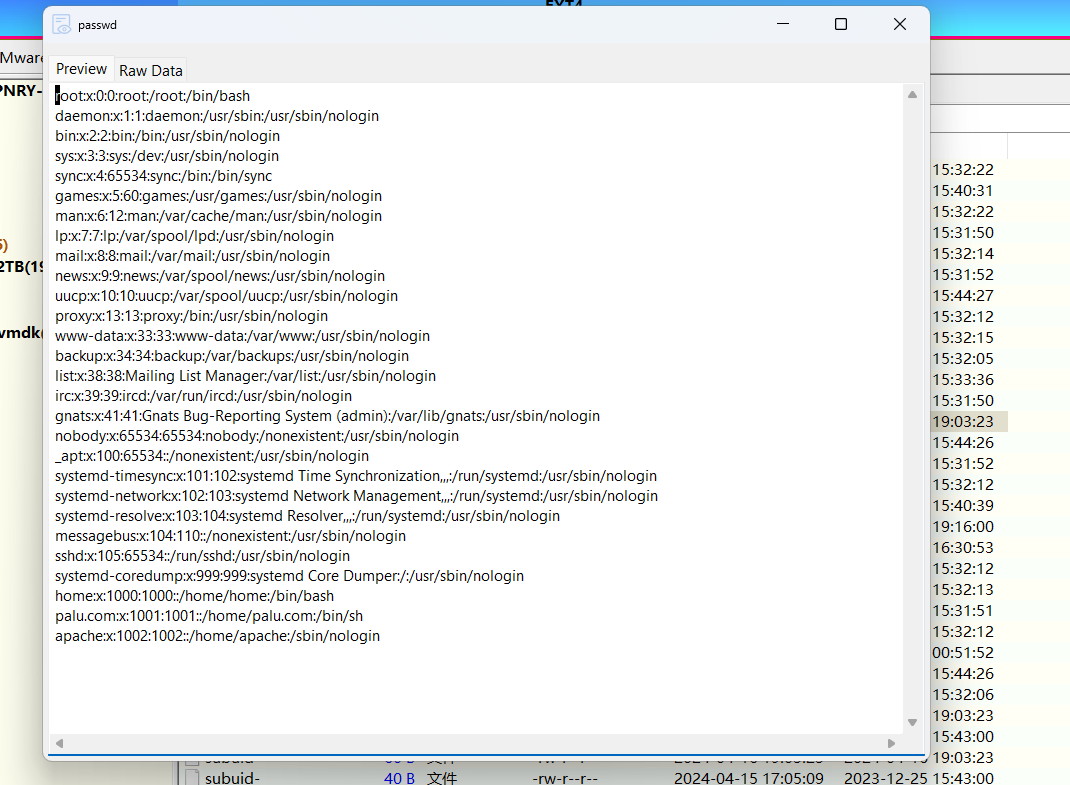 EXT4
passwd
Mware
Preview Raw Data
PNRY-
root:x:0:0:root:/root:/bin/bash
daemon:x:1:1:daemon:/usr/sbin:/usr/sbin/nologin
bin:x:2:2:bin:/bin:/usr/sbin/nologin
sys:x:3:3:sys:/dev:/usr/sbin/nologin
sync:x:4:65534:sync:/bin:/bin/sync
games:x:5:60:games:/usr/games:/usr/sbin/nologin
man:x:6:12:man:/var/cache/man:/usr/sbin/nologin
lp:x:7:7:lp:/var/spool/lpd:/usr/sbin/nologin
mail:x:8:8:mail:/var/mail:/usr/sbin/nologin
news:x:9:9:news:/var/spool/news:/usr/sbin/nologin
uucp:x:10:10:uucp:/var/spool/uucp:/usr/sbin/nologin
proxy:x:13:13:proxy:/bin:/usr/sbin/nologin
www-data:x:33:33:www-data:/var/www:/usr/sbin/nologin
backup:x:34:34:backup:/var/backups:/usr/sbin/nologin
list:x:38:38:Mailing List Manager:/var/list:/usr/sbin/nologin
irc:x:39:39:ircd:/var/run/ircd:/usr/sbin/nologin
gnats:x:41:41:Gnats Bug-Reporting System (admin):/var/lib/gnats:/usr/sbin/nologin
nobody:x:65534:65534:nobody:/nonexistent:/usr/sbin/nologin
_apt:x:100:65534::/nonexistent:/usr/sbin/nologin
systemd-timesync:x:101:102:systemd Time Synchronization,,,:/run/systemd:/usr/sbin/nologin
systemd-network:x:102:103:systemd Network Management,,,:/run/systemd:/usr/sbin/nologin
systemd-resolve:x:103:104:systemd Resolver,,,:/run/systemd:/usr/sbin/nologin
messagebus:x:104:110::/nonexistent:/usr/sbin/nologin
sshd:x:105:65534::/run/sshd:/usr/sbin/nologin
systemd-coredump:x:999:999:systemd Core Dumper:/:/usr/sbin/nologin
home:x:1000:1000::/home/home:/bin/bash
palu.com:x:1001:1001::/home/palu.com:/bin/sh
apache:x:1002:1002::/home/apache:/sbin/nologin
2TB(19
vmdk(
15:32:22
15:40:31
15:32:22
15:31:50
15:32:14
15:31:52
15:44:27
15:32:12
15:32:15
15:32:05
15:33:36
15:31:50
19:03:23
15:44:26
15:31:52
15:32:12
15:40:39
19:16:00
16:30:53
15:32:12
15:32:13
15:31:51
15:32:12
00:51:52
15:44:26
15:32:06
19:03:23
15:43:00
19:03:23
subuid- 40 B 文件 -rw-r--r-- 2024-04-15 17:05:09 2023-12-25 15:43:00